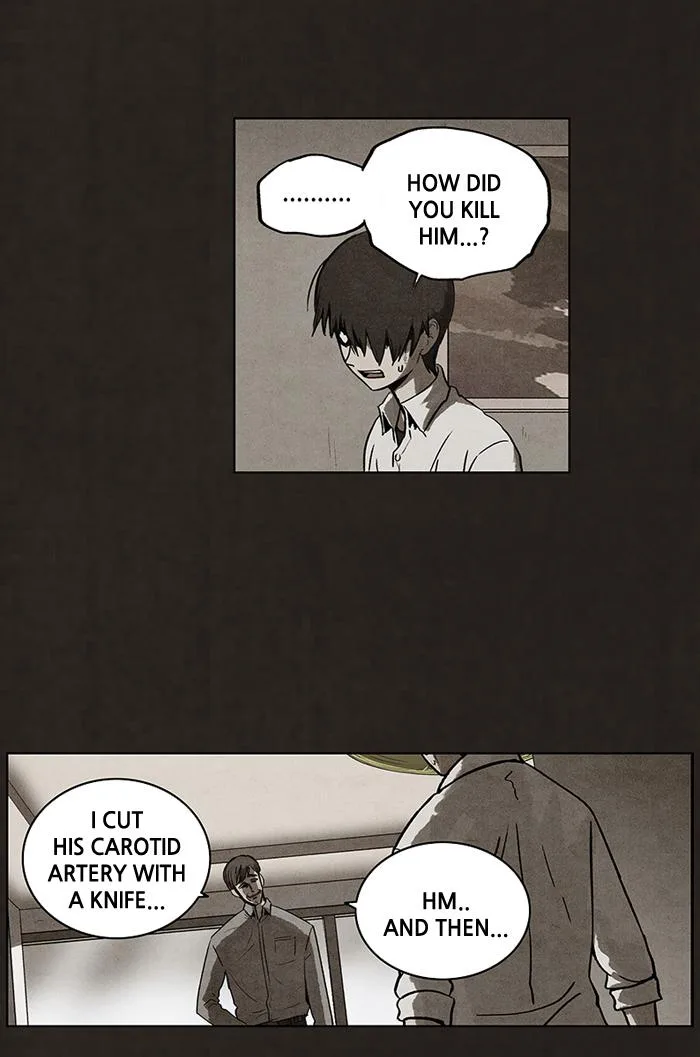 ..........
HOW DID
YOU KILL
HIM...?
I CUT
HIS CAROTID
ARTERY WITH
A KNIFE...
HM..
AND THEN...